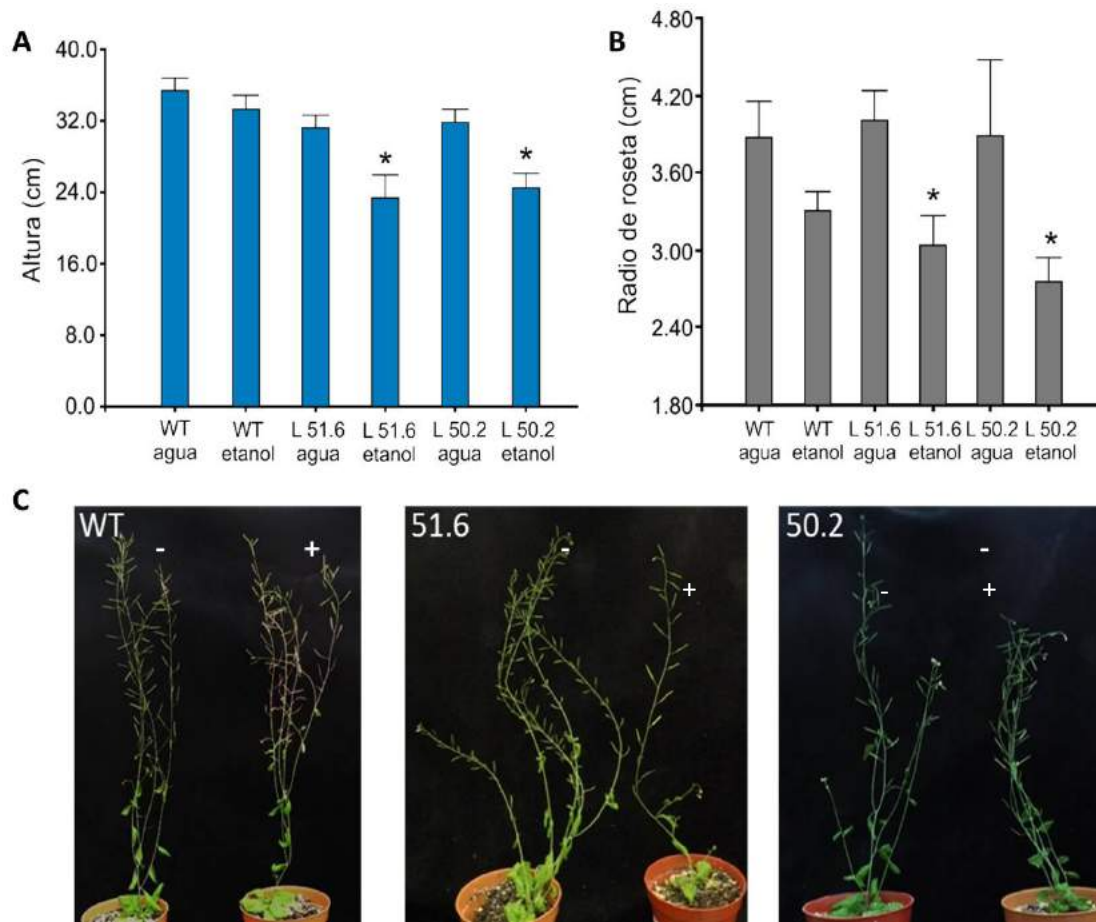 A
Altura (cm)
40.0
32.0
24.0
16.0
8.0
0.0
*
*
WT agua
WT etanol
L 51.6 agua
L 51.6 etanol
L 50.2 agua
L 50.2 etanol
B
Radio de roseta (cm)
4.80
4.20
3.60
3.00
2.40
1.80
*
*
WT agua
WT etanol
L 51.6 agua
L 51.6 etanol
L 50.2 agua
L 50.2 etanol
C
WT
-
+
51.6
-
+
50.2
-
-
+